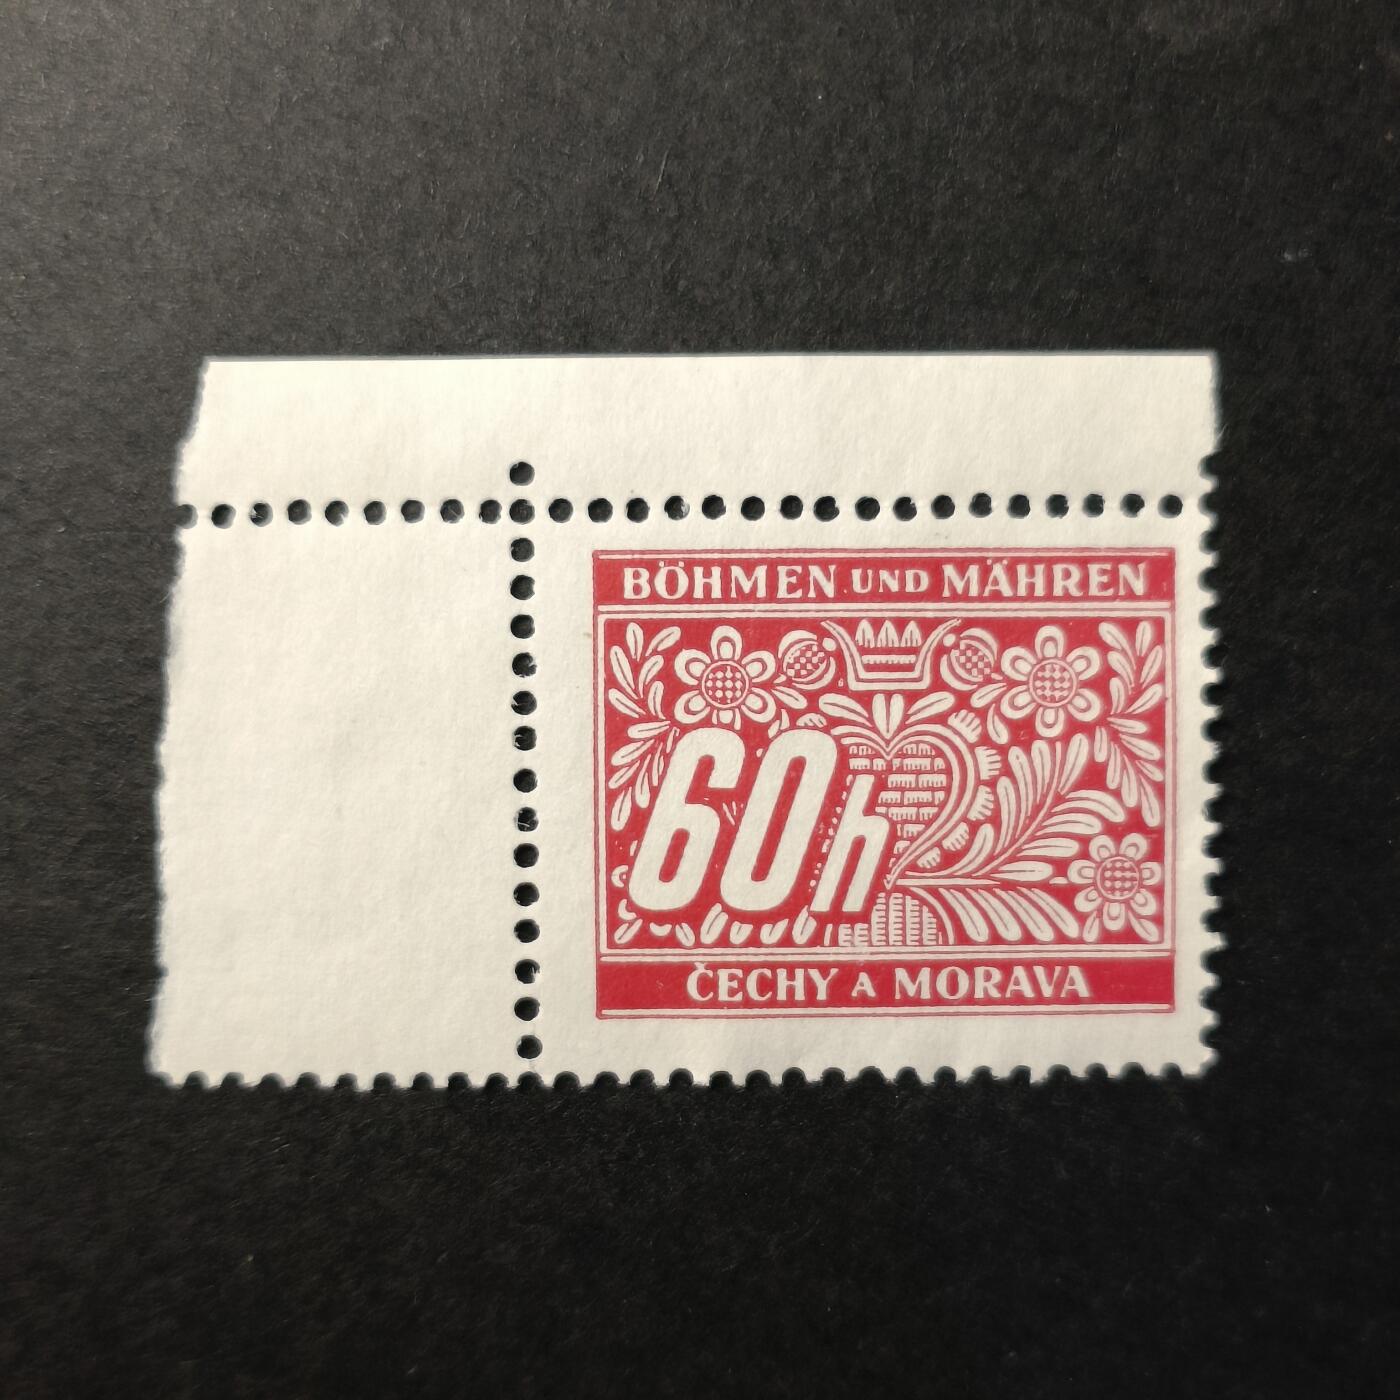 BÖHMEN UND MÄHREN
60h
ČECHY A MORAVA